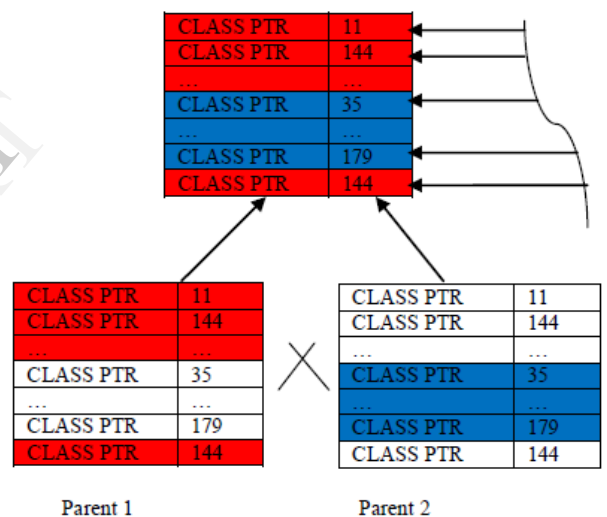 CLASS PTR 11
CLASS PTR 144
... ...
CLASS PTR 35
... ...
CLASS PTR 179
CLASS PTR 144
CLASS PTR 11
CLASS PTR 144
... ...
CLASS PTR 35
... ...
CLASS PTR 179
CLASS PTR 144
Parent 1
CLASS PTR 11
CLASS PTR 144
... ...
CLASS PTR 35
... ...
CLASS PTR 179
CLASS PTR 144
Parent 2